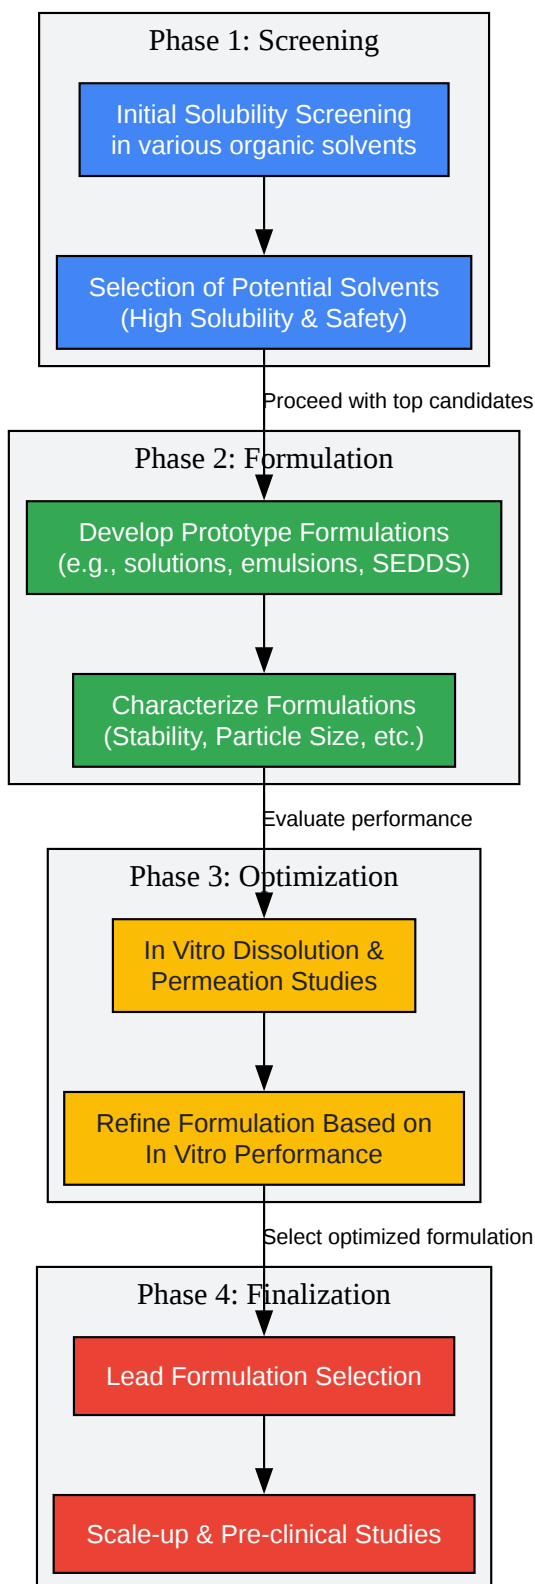 Phase 1: Screening
Initial Solubility Screening
in various organic solvents
Selection of Potential Solvents
(High Solubility & Safety)
Proceed with top candidates
Phase 2: Formulation
Develop Prototype Formulations
(e.g., solutions, emulsions, SEDDS)
Characterize Formulations
(Stability, Particle Size, etc.)
Evaluate performance
Phase 3: Optimization
In Vitro Dissolution &
Permeation Studies
Refine Formulation Based on
In Vitro Performance
Select optimized formulation
Phase 4: Finalization
Lead Formulation Selection
Scale-up & Pre-clinical Studies